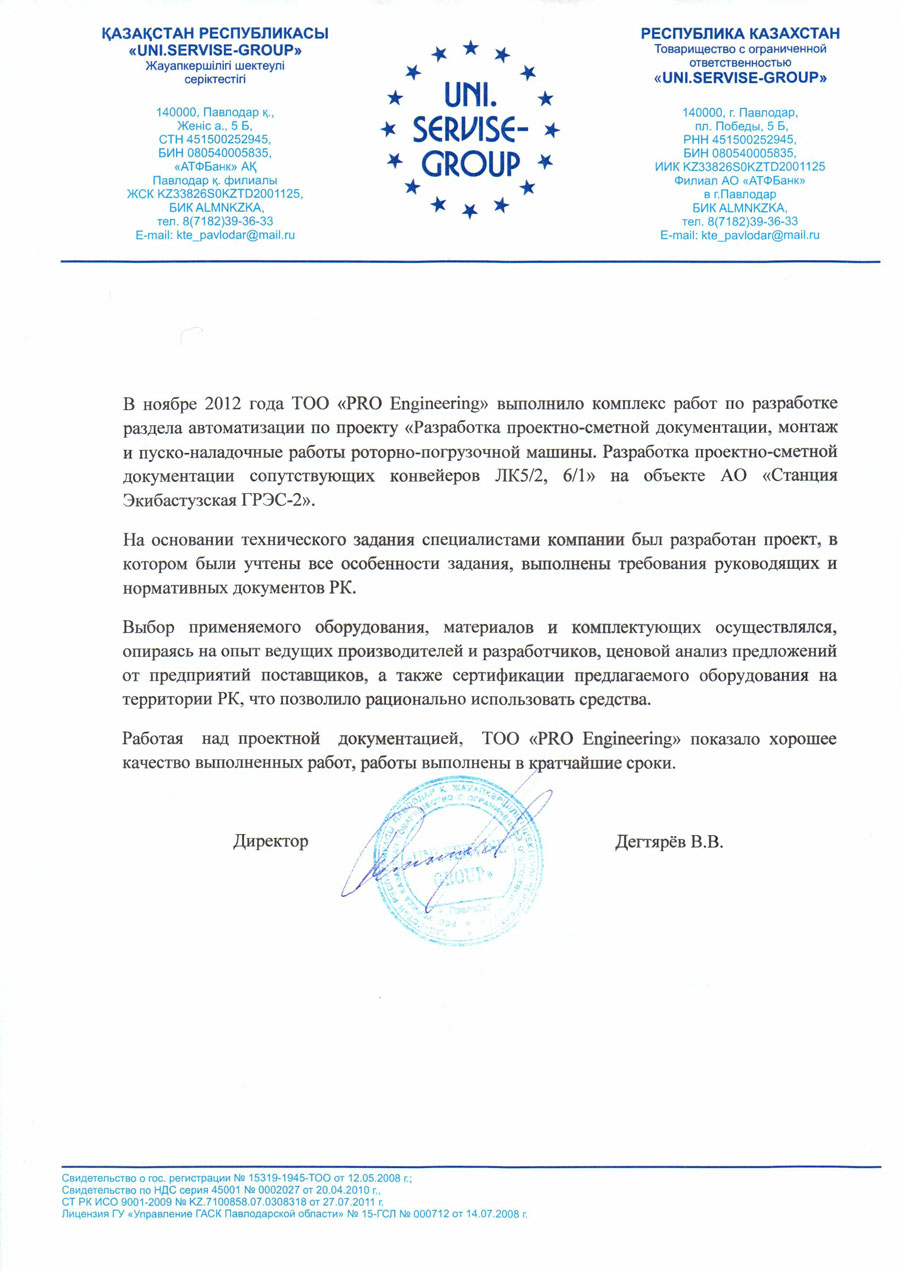 ҚАЗАҚСТАН РЕСПУБЛИКАСЫ
«UNI.SERVISE-GROUP»
Жауапкершілігі шектеулі
серіктестігі
140000, Павлодар қ.,
Женіс а., 5 Б,
СТН 451500252945,
БИН 080540005835,
«АТФБанк» АҚ
Павлодар қ. филиалы
ЖСК KZ33826S0KZTD2001125,
БИК ALMNKZKA,
тел. 8(7182)39-36-33
E-mail: kte_pavlodar@mail.ru
UNI.
SERVISE-
GROUP
РЕСПУБЛИКА КАЗАХСТАН
Товарищество с ограниченной
ответственностью
«UNI.SERVISE-GROUP»
140000, г. Павлодар,
пл. Победы, 5 Б,
РНН 451500252945,
БИН 080540005835,
ИИК KZ33826S0KZTD2001125
Филиал АО «АТФБанк»
в г.Павлодар
БИК ALMNKZKA,
тел. 8(7182)39-36-33
E-mail: kte_pavlodar@mail.ru
В ноябре 2012 года ТОО «PRO Engineering» выполнило комплекс работ по разработке
раздела автоматизации по проекту «Разработка проектно-сметной документации, монтаж
и пуско-наладочные работы роторно-погрузочной машины. Разработка проектно-сметной
документации сопутствующих конвейеров ЛК5/2, 6/1» на объекте АО «Станция
Экибастузская ГРЭС-2».
На основании технического задания специалистами компании был разработан проект, в
котором были учтены все особенности задания, выполнены требования руководящих и
нормативных документов РК.
Выбор применяемого оборудования, материалов и комплектующих осуществлялся,
опираясь на опыт ведущих производителей и разработчиков, ценовой анализ предложений
от предприятий поставщиков, а также сертификации предлагаемого оборудования на
территории РК, что позволило рационально использовать средства.
Работая над проектной документацией, ТОО «PRO Engineering» показало хорошее
качество выполненных работ, работы выполнены в кратчайшие сроки.
Директор
GROUP»
Дегтярёв В.В.
Свидетельство о гос. регистрации № 15319-1945-ТОО от 12.05.2008 г.;
Свидетельство по НДС серия 45001 № 0002027 от 20.04.2010 г.,
СТ РК ИСО 9001-2009 № KZ.7100858.07.0308318 от 27.07.2011 г.
Лицензия ГУ «Управление ГАСК Павлодарской области» № 15-ГСЛ № 000712 от 14.07.2008 г.